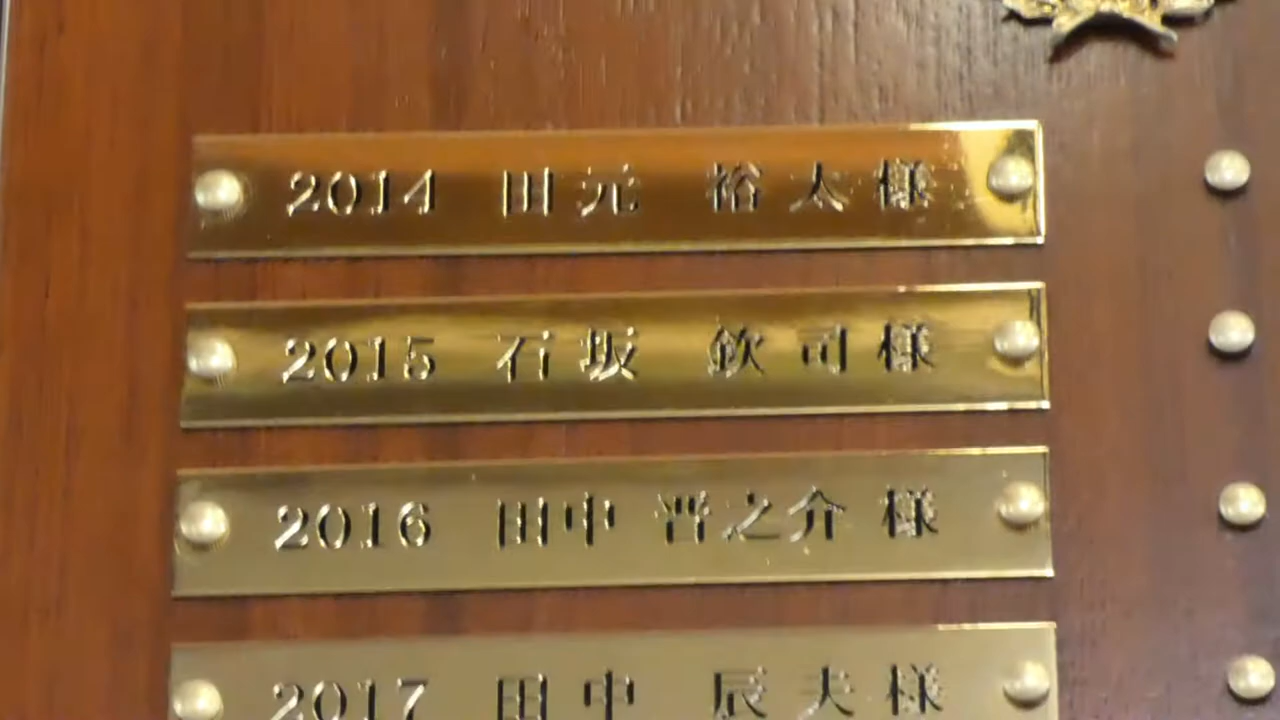 2014 田元 裕太様
2015 石坂 欽司様
2016 田中 晋之介 様
2017 田中 辰夫様